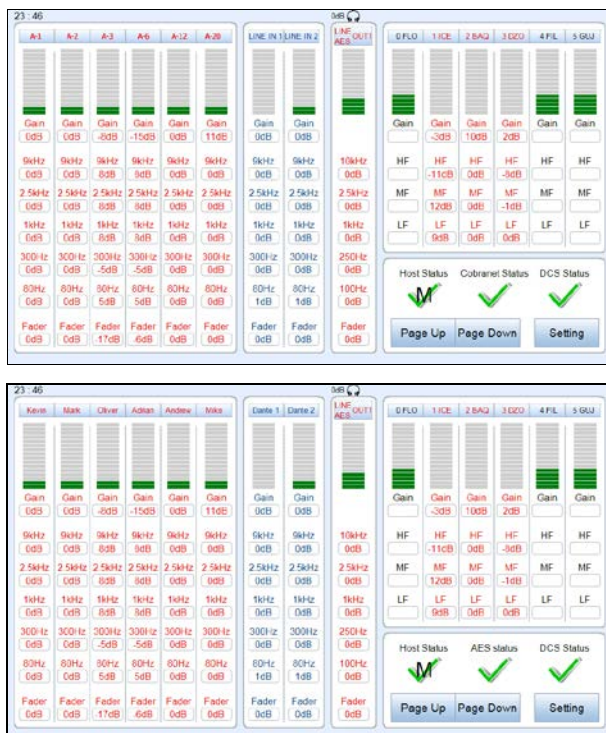 23 : 46 0dB
A-1 A-2 A-3 A-6 A-12 A-20 LINE IN 1 LINE IN 2 LINE OUT1 AES 0 FLO 1 ICE 2 BAQ 3 DZO 4 FIL 5 GUJ
Gain Gain Gain Gain Gain Gain Gain Gain Gain Gain Gain Gain Gain Gain
0dB 0dB -8dB -15dB 0dB 11dB 0dB 0dB -3dB 10dB 2dB
9kHz 9kHz 9kHz 9kHz 9kHz 9kHz 9kHz 9kHz 10kHz HF HF HF HF HF HF
0dB 0dB 8dB 8dB 0dB 0dB 0dB 0dB 0dB -11dB 0dB -8dB
2.5kHz 2.5kHz 2.5kHz 2.5kHz 2.5kHz 2.5kHz 2.5kHz 2.5kHz 2.5kHz MF MF MF MF MF MF
0dB 0dB 8dB 8dB 0dB 0dB 0dB 0dB 0dB 12dB 0dB -1dB
1kHz 1kHz 1kHz 1kHz 1kHz 1kHz 1kHz 1kHz 1kHz LF LF LF LF LF LF
0dB 0dB 8dB 8dB 0dB 0dB 0dB 0dB 0dB 9dB 0dB 0dB
300Hz 300Hz 300Hz 300Hz 300Hz 300Hz 300Hz 300Hz 250Hz
0dB 0dB -5dB -5dB 0dB 0dB 0dB 0dB 0dB
Host Status Cobranet Status DCS Status
80Hz 80Hz 80Hz 80Hz 80Hz 80Hz 80Hz 80Hz 100Hz
M
0dB 0dB 5dB 5dB 0dB 0dB 1dB 1dB 0dB
Fader Fader Fader Fader Fader Fader Fader Fader Fader
0dB 0dB -17dB -6dB 0dB 0dB 0dB 0dB 0dB
Page Up Page Down Setting
23 : 46 0dB
Kevin Mark Oliver Adrian Andrew Mike Dante 1 Dante 2 LINE OUT1 AES 0 FLO 1 ICE 2 BAQ 3 DZO 4 FIL 5 GUJ
Gain Gain Gain Gain Gain Gain Gain Gain Gain Gain Gain Gain Gain Gain
0dB 0dB -8dB -15dB 0dB 11dB 0dB 0dB -3dB 10dB 2dB
9kHz 9kHz 9kHz 9kHz 9kHz 9kHz 9kHz 9kHz 10kHz HF HF HF HF HF HF
0dB 0dB 8dB 8dB 0dB 0dB 0dB 0dB 0dB -11dB 0dB -8dB
2.5kHz 2.5kHz 2.5kHz 2.5kHz 2.5kHz 2.5kHz 2.5kHz 2.5kHz 2.5kHz MF MF MF MF MF MF
0dB 0dB 8dB 8dB 0dB 0dB 0dB 0dB 0dB 12dB 0dB -1dB
1kHz 1kHz 1kHz 1kHz 1kHz 1kHz 1kHz 1kHz 1kHz LF LF LF LF LF LF
0dB 0dB 8dB 8dB 0dB 0dB 0dB 0dB 0dB 9dB 0dB 0dB
300Hz 300Hz 300Hz 300Hz 300Hz 300Hz 300Hz 300Hz 250Hz
0dB 0dB -5dB -5dB 0dB 0dB 0dB 0dB 0dB
Host Status AES status DCS Status
80Hz 80Hz 80Hz 80Hz 80Hz 80Hz 80Hz 80Hz 100Hz
M
0dB 0dB 5dB 5dB 0dB 0dB 1dB 1dB 0dB
Fader Fader Fader Fader Fader Fader Fader Fader Fader
0dB 0dB -17dB -6dB 0dB 0dB 0dB 0dB 0dB
Page Up Page Down Setting